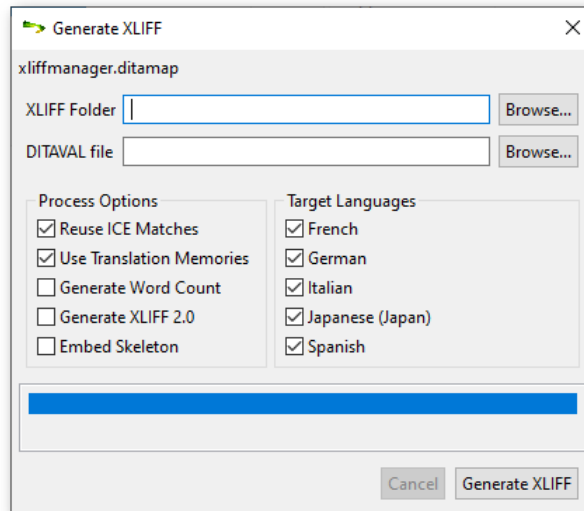 Generate XLIFF
xliffmanager.ditamap
XLIFF Folder
Browse...
DITAVAL file
Browse...
Process Options
Reuse ICE Matches
Use Translation Memories
Generate Word Count
Generate XLIFF 2.0
Embed Skeleton
Target Languages
French
German
Italian
Japanese (Japan)
Spanish
Cancel
Generate XLIFF